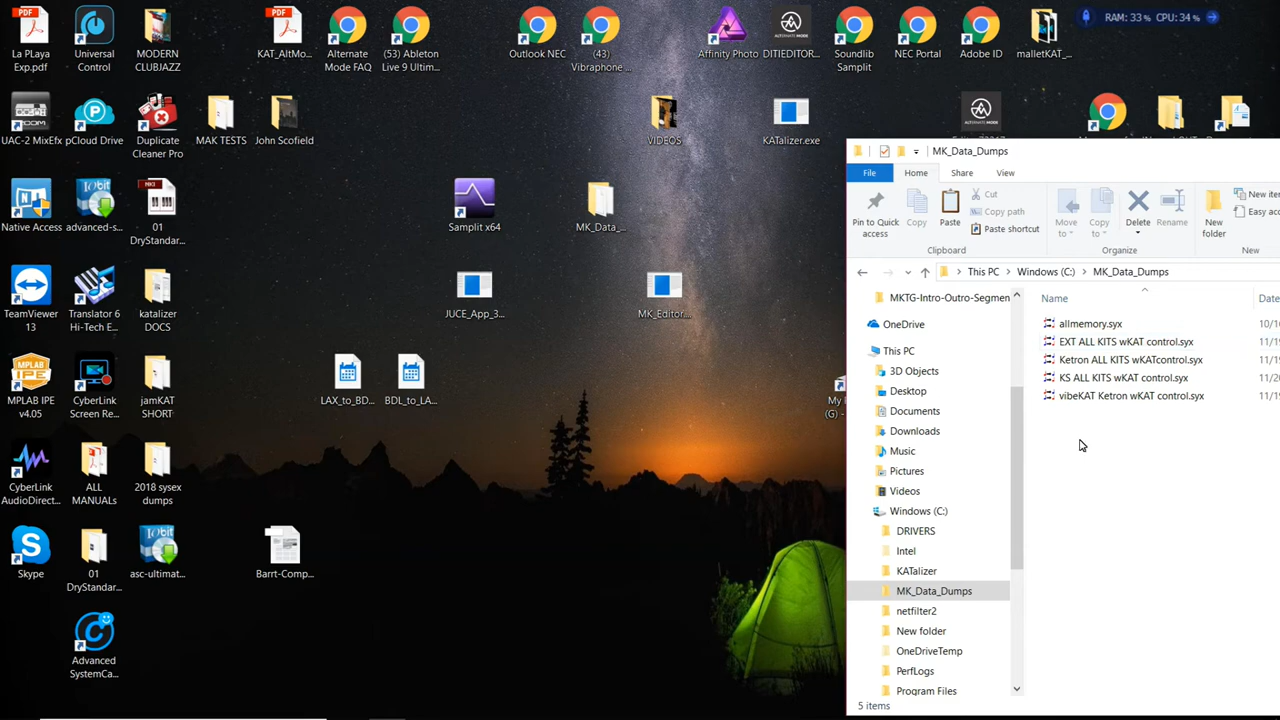 La PLaya
Exp.pdf
Universal
Control
MODERN
CLUBJAZZ
KAT_AltMo...
Alternate
Mode FAQ
(53) Ableton
Live 9 Ultim...
Outlook NEC
(43)
Vibraphone ...
Affinity Photo
DITIEDITOR...
Soundlib
Samplit
NEC Portal
Adobe ID
malletKAT_...
RAM: 33 % CPU: 34 %
UAC-2 MixEfx
pCloud Drive
Duplicate
Cleaner Pro
MAK TESTS
John Scofield
VIDEOS
KATalizer.exe
ALTERNATE
MODE
Native Access
advanced-s...
01
DryStandar...
Samplit x64
MK_Data_...
TeamViewer
13
Translator 6
Hi-Tech E...
katalizer
DOCS
JUCE_App_3...
MK_Editor...
MPLAB IPE
v4.05
CyberLink
Screen Re...
jamKAT
SHORT
LAX_to_BD...
BDL_to_LA...
CyberLink
AudioDirect...
ALL
MANUALs
2018 sysex
dumps
Skype
01
DryStandar...
asc-ultimat...
Barrt-Comp...
Advanced
SystemCa...
MK_Data_Dumps
File
Home
Share
View
Pin to Quick
access
Copy
Paste
Cut
Copy path
Paste shortcut
Clipboard
Move
to
Copy
to
Delete
Rename
Organize
New
folder
New iter
Easy acc
New
This PC > Windows (C:) > MK_Data_Dumps
MKTG-Intro-Outro-Segmen
OneDrive
This PC
3D Objects
Desktop
Documents
Downloads
Music
Pictures
Videos
Windows (C:)
DRIVERS
Intel
KATalizer
MK_Data_Dumps
netfilter2
New folder
OneDriveTemp
PerfLogs
Program Files
Name
Date
allmemory.syx
10/1
EXT ALL KITS wKAT control.syx
11/1
Ketron ALL KITS wKATcontrol.syx
11/1
KS ALL KITS wKAT control.syx
11/2
vibeKAT Ketron wKAT control.syx
11/1
5 items